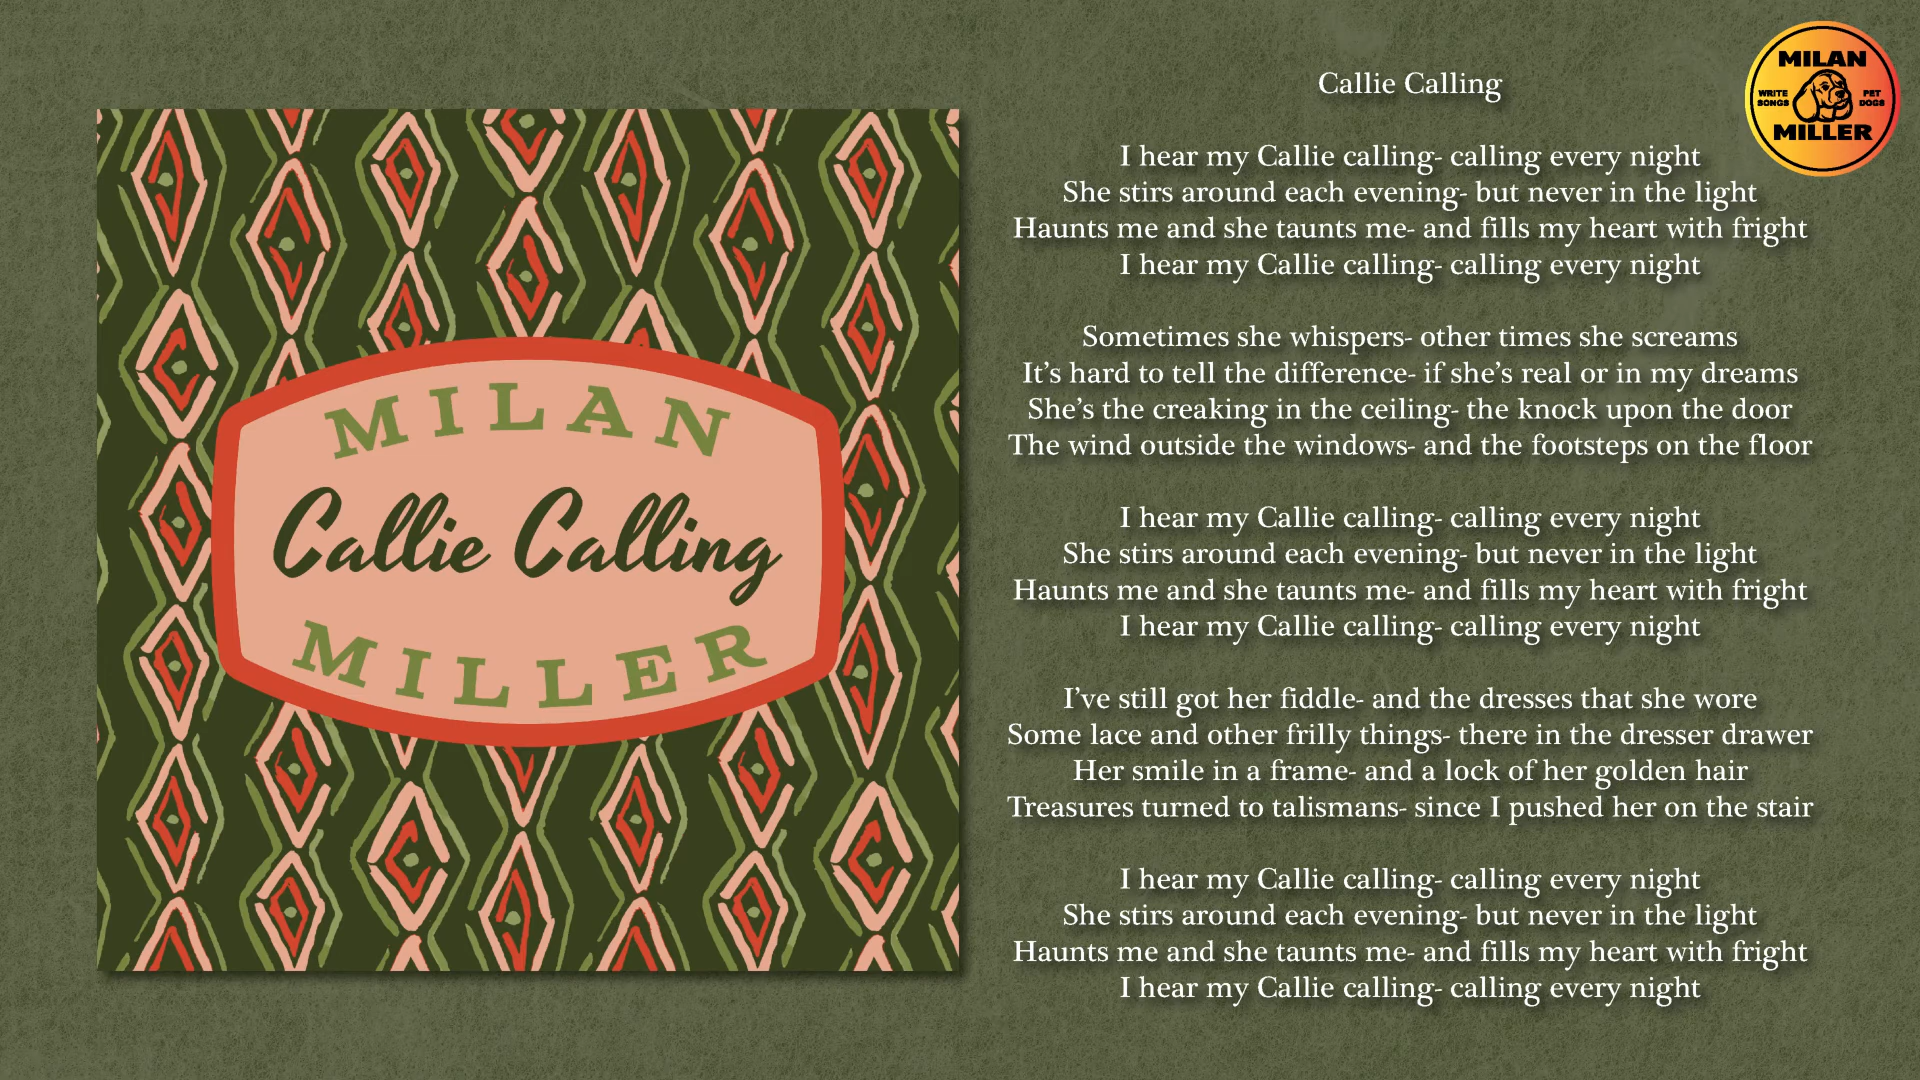 MILAN
Callie Calling
MILLER
MILAN
WRITE SONGS
PET DOGS
MILLER
Callie Calling
I hear my Callie calling- calling every night
She stirs around each evening- but never in the light
Haunts me and she taunts me- and fills my heart with fright
I hear my Callie calling- calling every night
Sometimes she whispers- other times she screams
It’s hard to tell the difference- if she’s real or in my dreams
She’s the creaking in the ceiling- the knock upon the door
The wind outside the windows- and the footsteps on the floor
I hear my Callie calling- calling every night
She stirs around each evening- but never in the light
Haunts me and she taunts me- and fills my heart with fright
I hear my Callie calling- calling every night
I’ve still got her fiddle- and the dresses that she wore
Some lace and other frilly things- there in the dresser drawer
Her smile in a frame- and a lock of her golden hair
Treasures turned to talismans- since I pushed her on the stair
I hear my Callie calling- calling every night
She stirs around each evening- but never in the light
Haunts me and she taunts me- and fills my heart with fright
I hear my Callie calling- calling every night